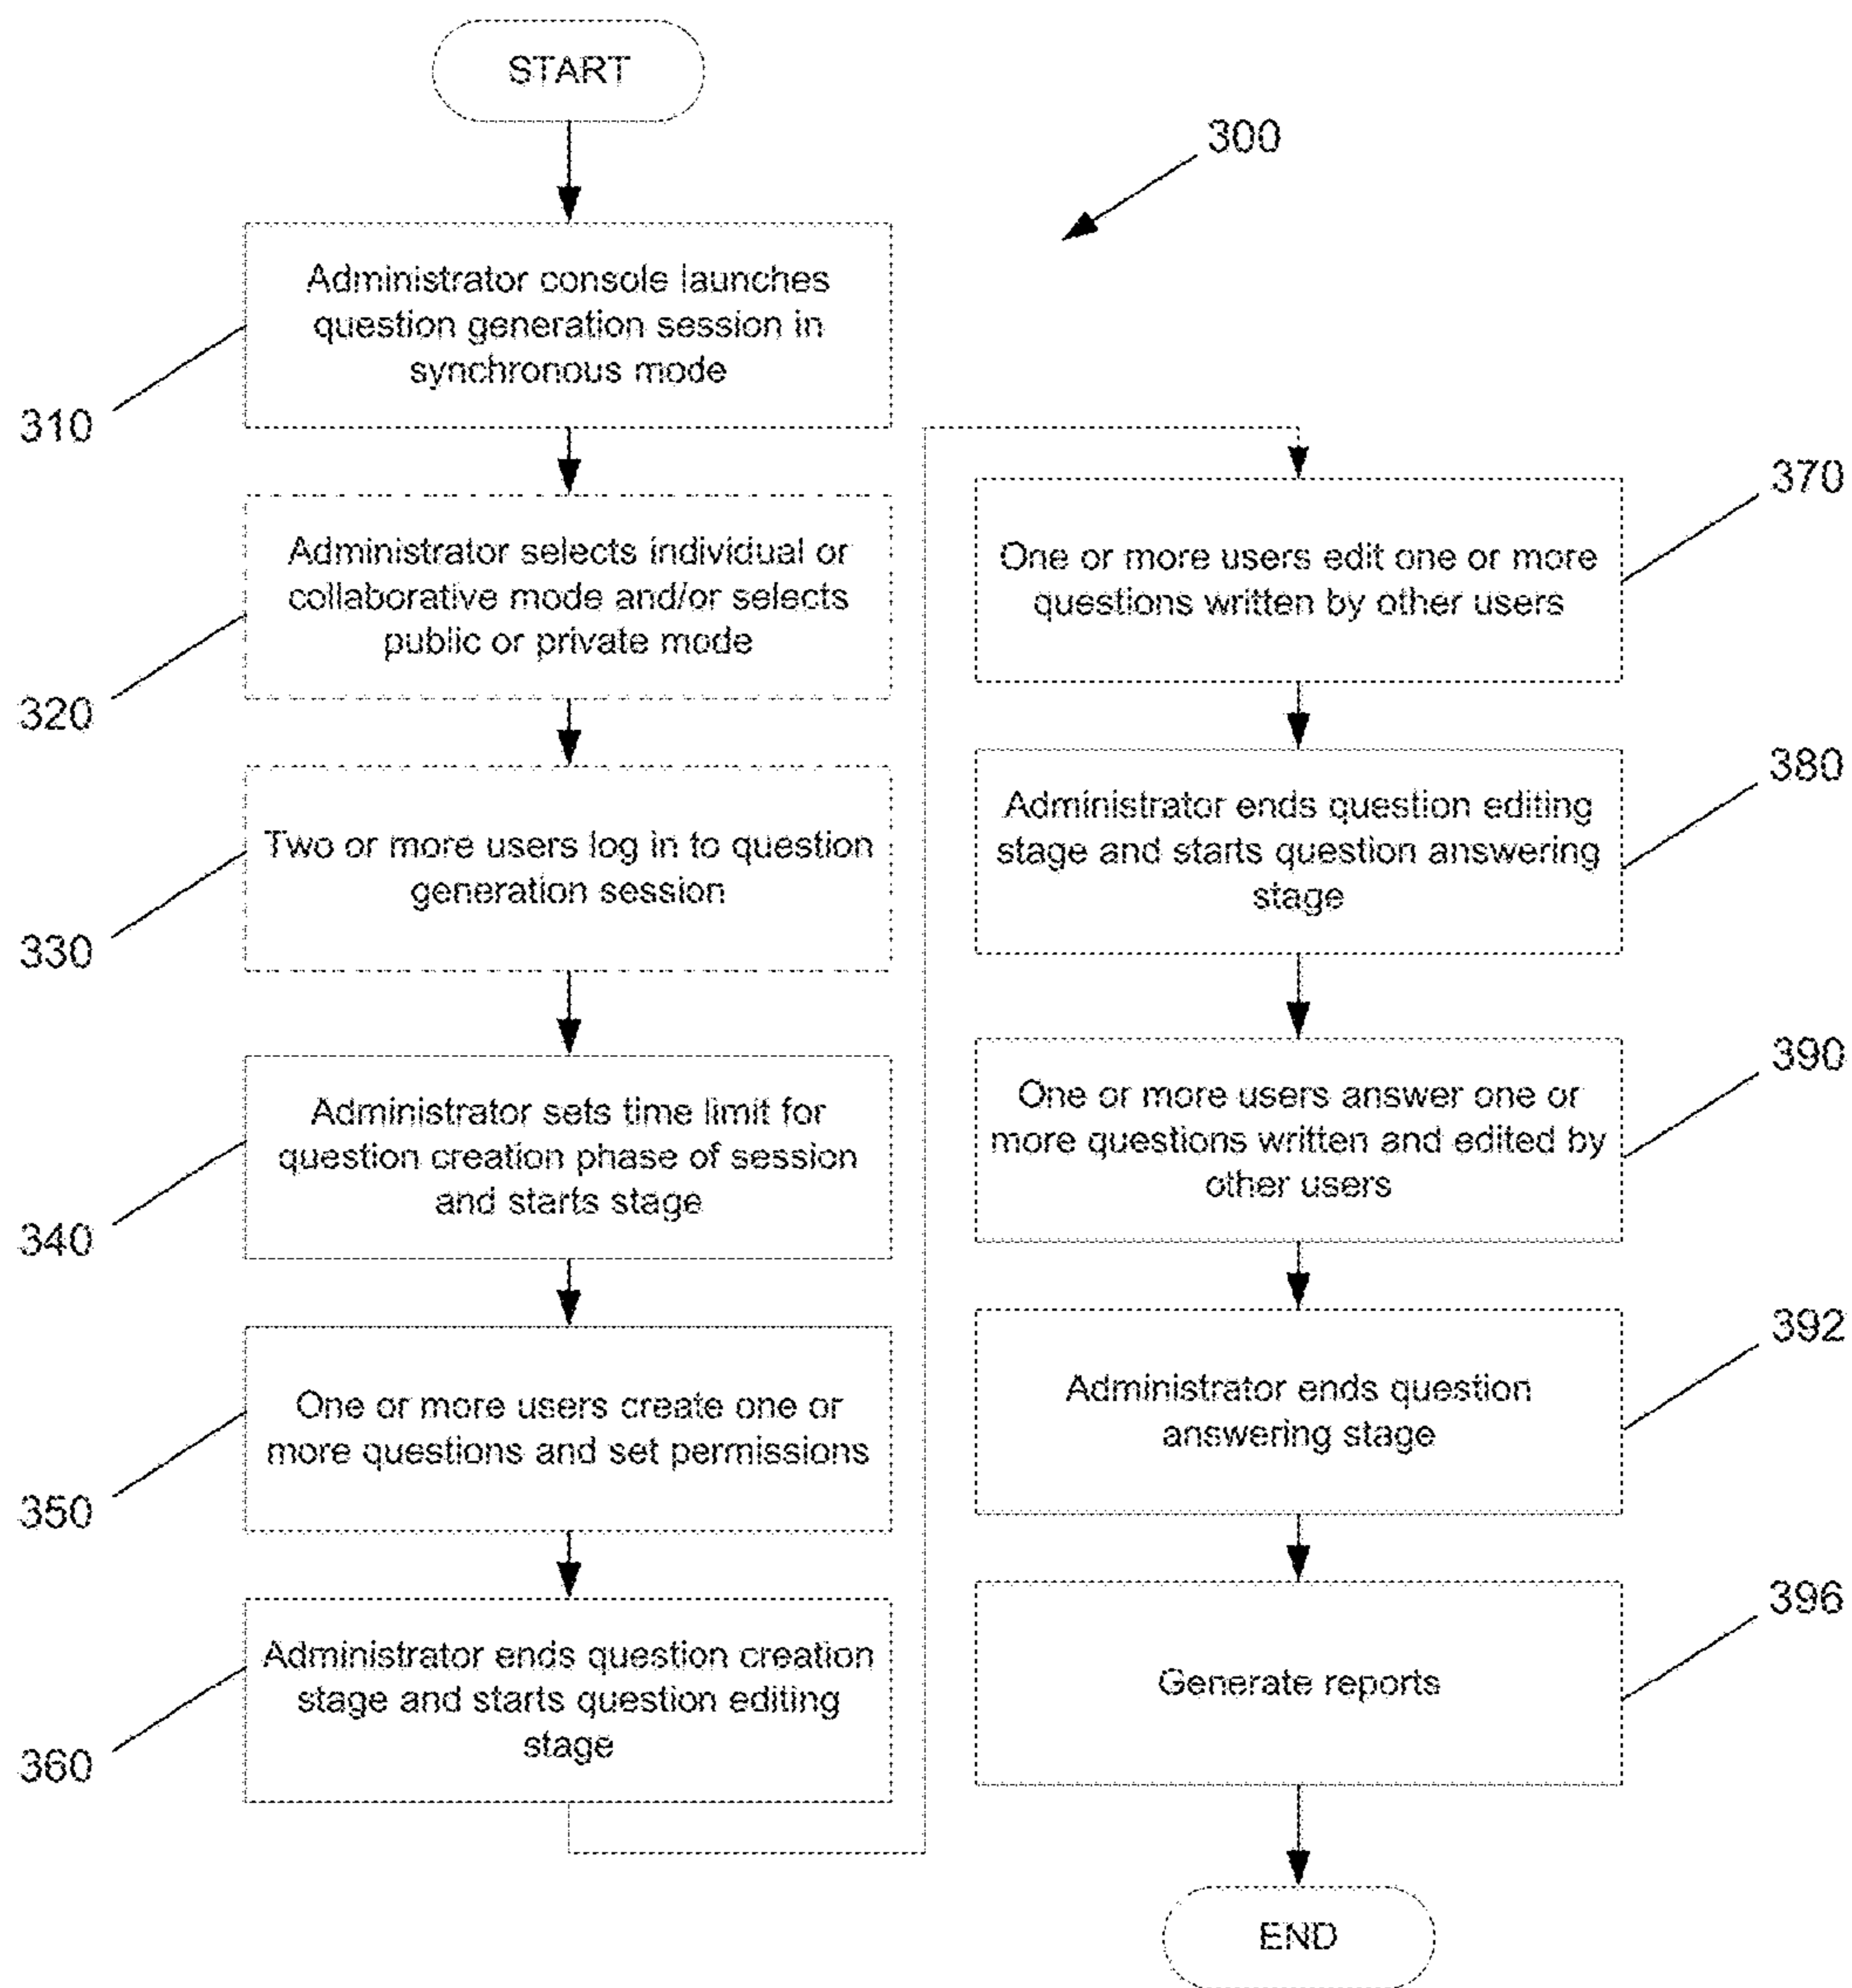 START
300
Administrator console launches
question generation session in
synchronous mode
310
Administrator selects individual or
collaborative mode and/or selects
public or private mode
320
Two or more users log in to question
generation session
330
Administrator sets time limit for
question creation phase of session
and starts stage
340
One or more users create one or
more questions and set permissions
350
Administrator ends question creation
stage and starts question editing
stage
360
370
One or more users edit one or more
questions written by other users
380
Administrator ends question editing
stage and starts question answering
stage
390
One or more users answer one or
more questions written and edited by
other users
392
Administrator ends question
answering stage
396
Generate reports
END